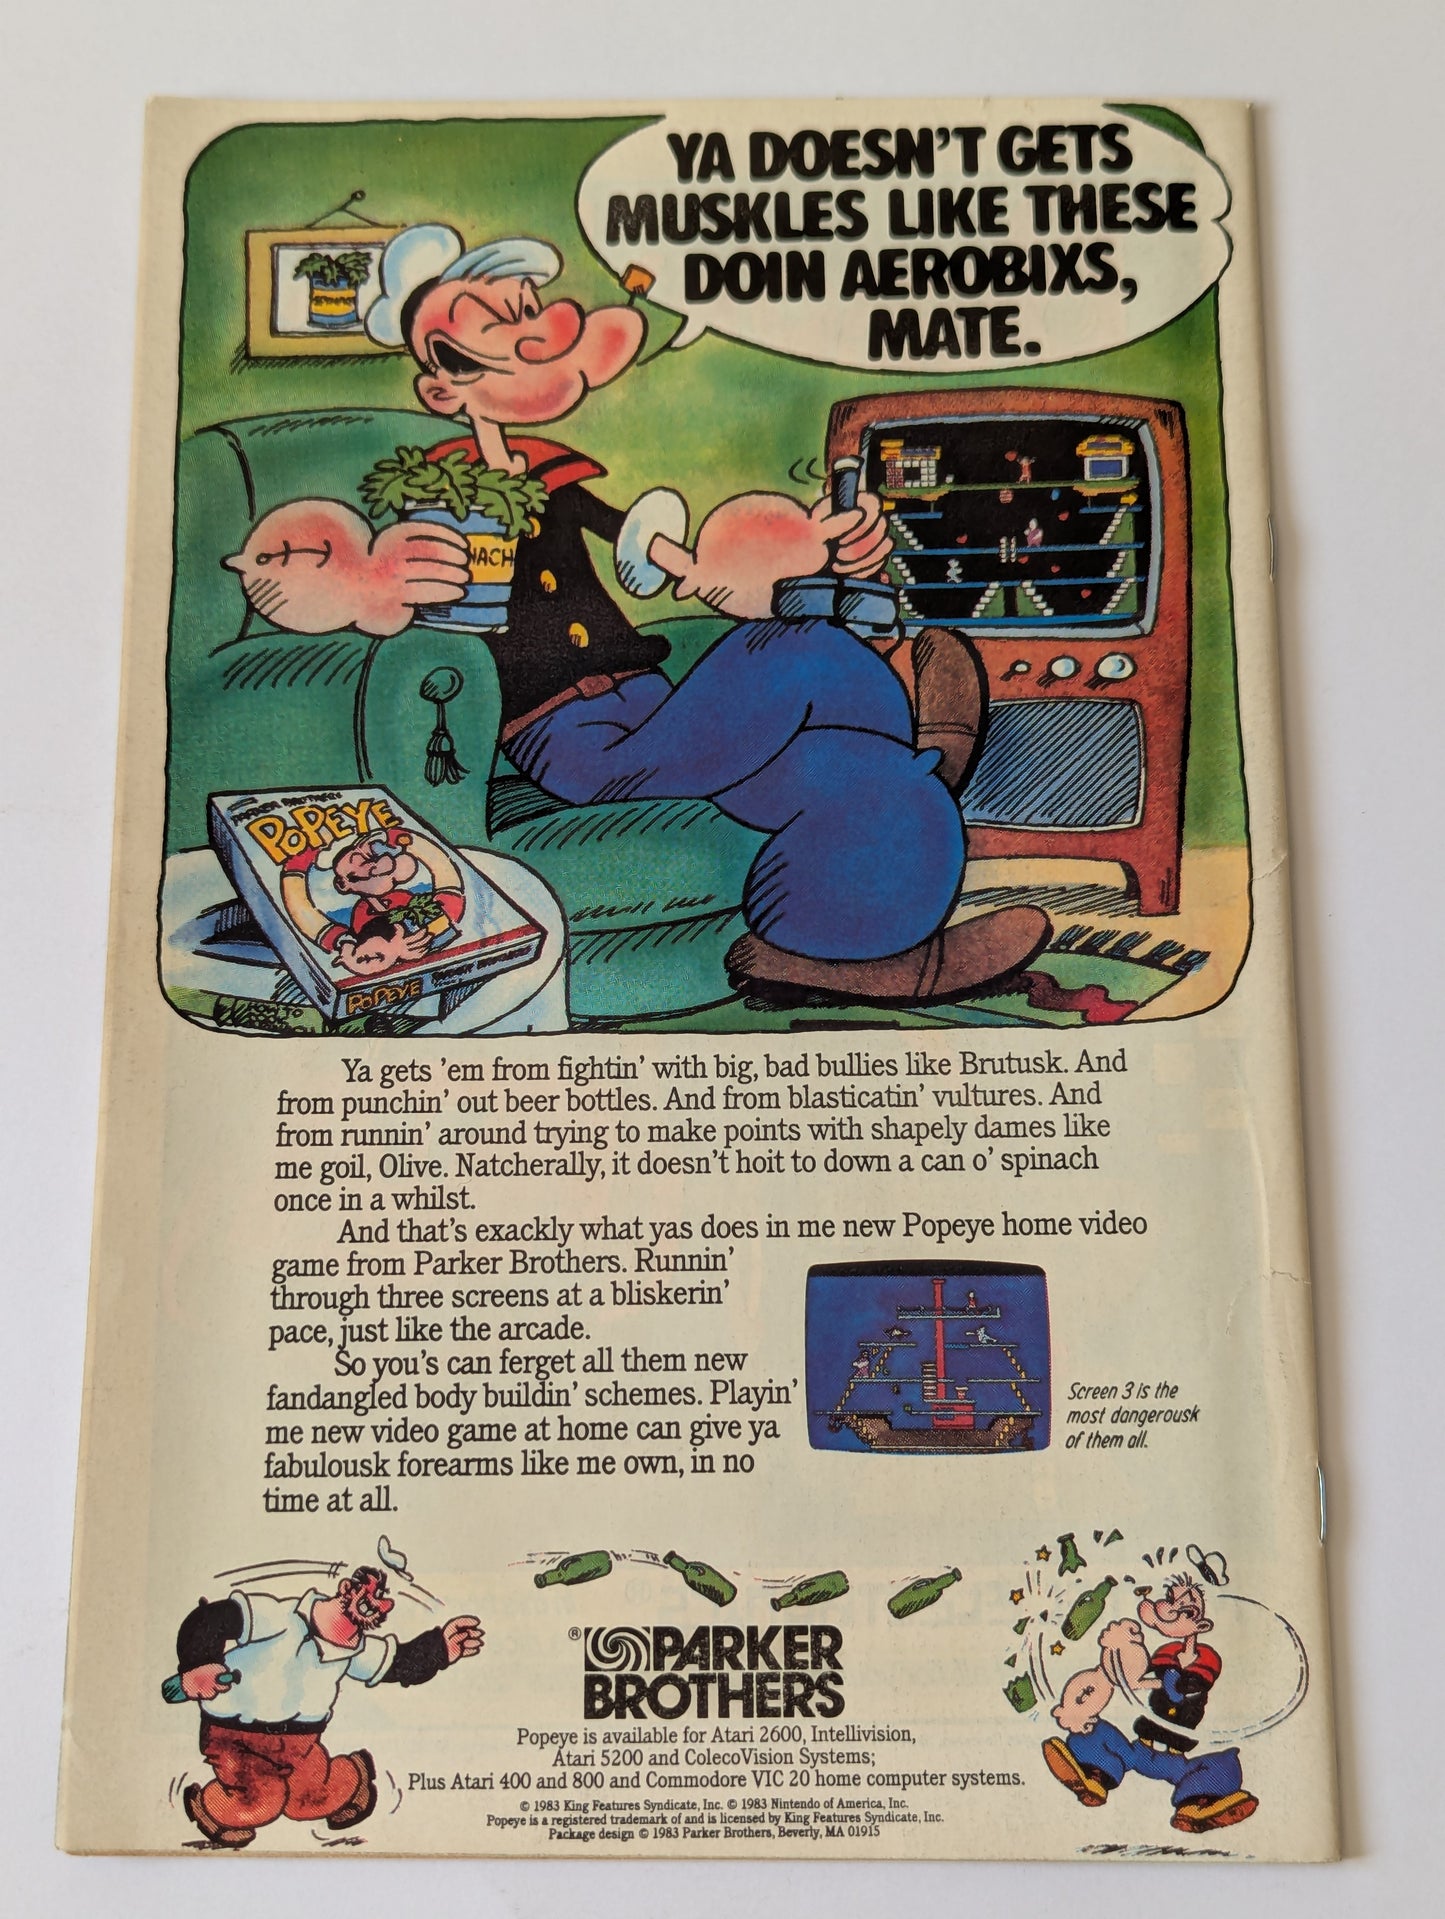 YA DOESN'T GETS
MUSKLES LIKE THESE
DOIN AEROBIXS,
MATE.
NACH
PARKER BROTHERS
POPEYE
POPEYE
PARKER BROTHERS
HOW TO
Ya gets 'em from fightin' with big, bad bullies like Brutusk. And
from punchin' out beer bottles. And from blasticatin' vultures. And
from runnin' around trying to make points with shapely dames like
me goil, Olive. Natcherally, it doesn't hoit to down a can o' spinach
once in a whilst.
And that's exackly what yas does in me new Popeye home video
game from Parker Brothers. Runnin'
through three screens at a bliskerin'
pace, just like the arcade.
So you's can ferget all them new
fandangled body buildin' schemes. Playin'
me new video game at home can give ya
fabulousk forearms like me own, in no
time at all.
Screen 3 is the
most dangerousk
of them all.
® PARKER
BROTHERS
Popeye is available for Atari 2600, Intellivision,
Atari 5200 and ColecoVision Systems;
Plus Atari 400 and 800 and Commodore VIC 20 home computer systems.
© 1983 King Features Syndicate, Inc. © 1983 Nintendo of America, Inc.
Popeye is a registered trademark of and is licensed by King Features Syndicate, Inc.
Package design © 1983 Parker Brothers, Beverly, MA 01915